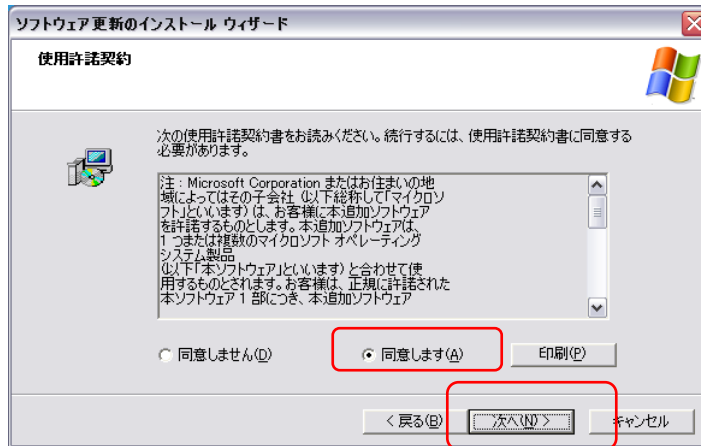 ソフトウェア更新のインストール ウィザード
使用許諾契約
次の使用許諾契約書をお読みください。続行するには、使用許諾契約書に同意する
必要があります。
注 : Microsoft Corporation またはお住まいの地
域によってはその子会社 (以下総称して「マイクロソ
フト」といいます) は、お客様に本追加ソフトウェア
を許諾するものとします。本追加ソフトウェアは、
1 つまたは複数のマイクロソフト オペレーティング
システム製品
(以下「本ソフトウェア」といいます) と合わせて使
用するものとされます。お客様は、正規に許諾された
本ソフトウェア 1 部につき、本追加ソフトウェア
同意しません(D)
同意します(A)
印刷(P)
< 戻る(B)
次へ(N) >
キャンセル